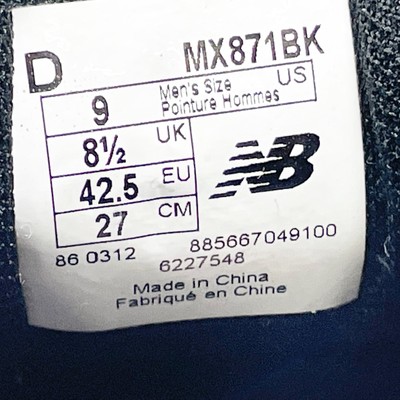 D MX871BK
9 Men's Size US
Pointure Hommes
8½ UK
42.5 EU
27 CM
NB
86 0312 885667049100
6227548
Made in China
Fabriqué en Chine